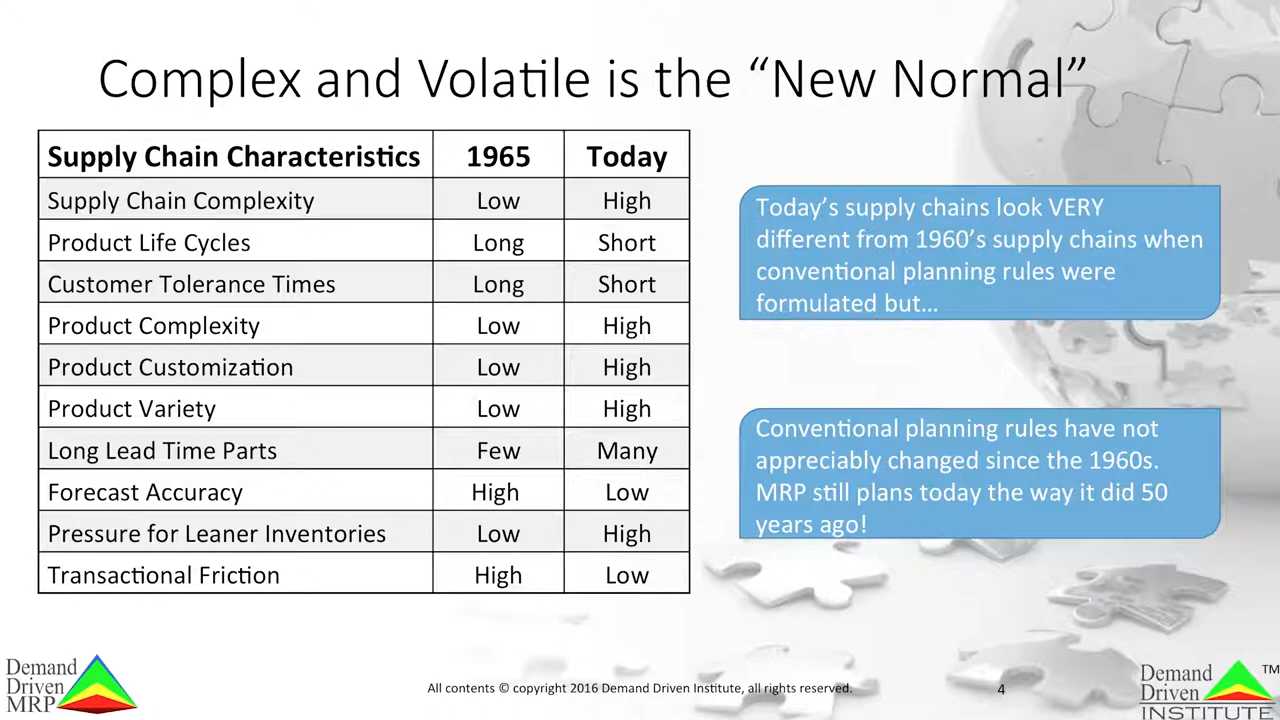 Complex and Volatile is the “New Normal”
Supply Chain Characteristics 1965 Today
Supply Chain Complexity Low High
Product Life Cycles Long Short
Customer Tolerance Times Long Short
Product Complexity Low High
Product Customization Low High
Product Variety Low High
Long Lead Time Parts Few Many
Forecast Accuracy High Low
Pressure for Leaner Inventories Low High
Transactional Friction High Low
Today’s supply chains look VERY
different from 1960’s supply chains when
conventional planning rules were
formulated but…
Conventional planning rules have not
appreciably changed since the 1960s.
MRP still plans today the way it did 50
years ago!
Demand
Driven
MRP
All contents © copyright 2016 Demand Driven Institute, all rights reserved.
4
Demand
Driven
INSTITUTE
TM